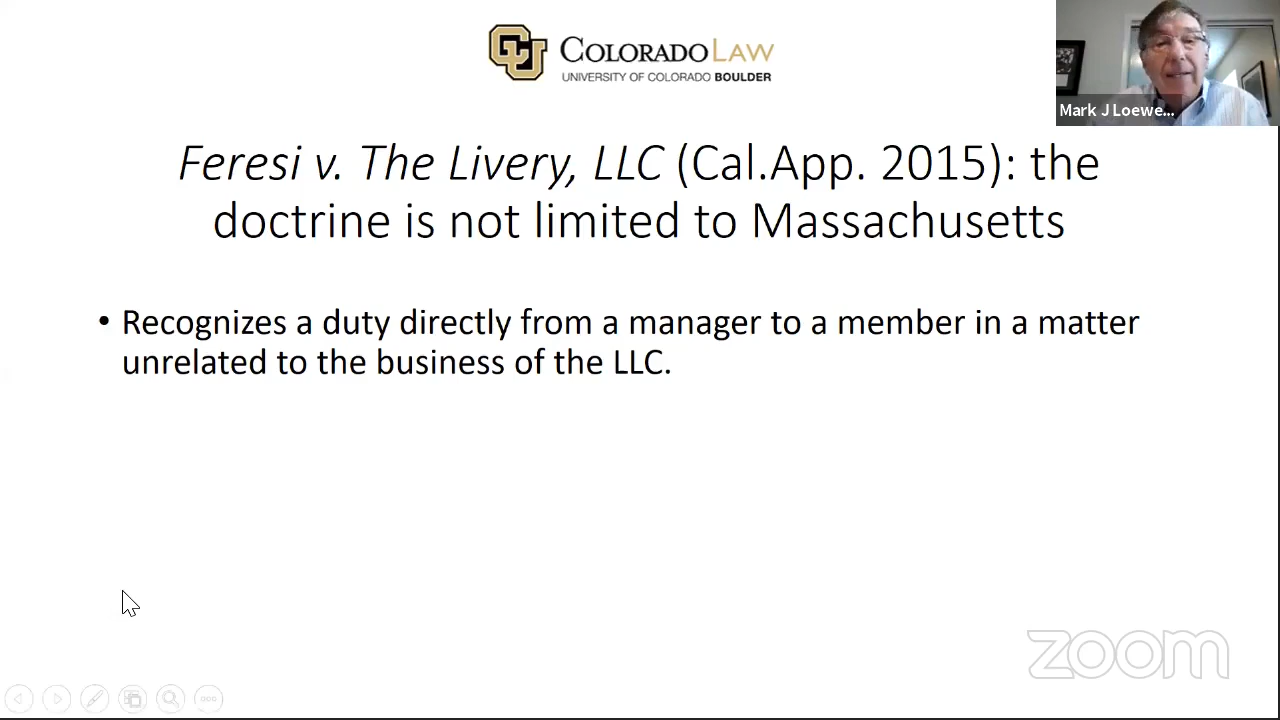 COLORADO LAW
UNIVERSITY OF COLORADO BOULDER
Mark J Loewe...
Feresi v. The Livery, LLC (Cal.App. 2015): the
doctrine is not limited to Massachusetts
• Recognizes a duty directly from a manager to a member in a matter
unrelated to the business of the LLC.
zoom